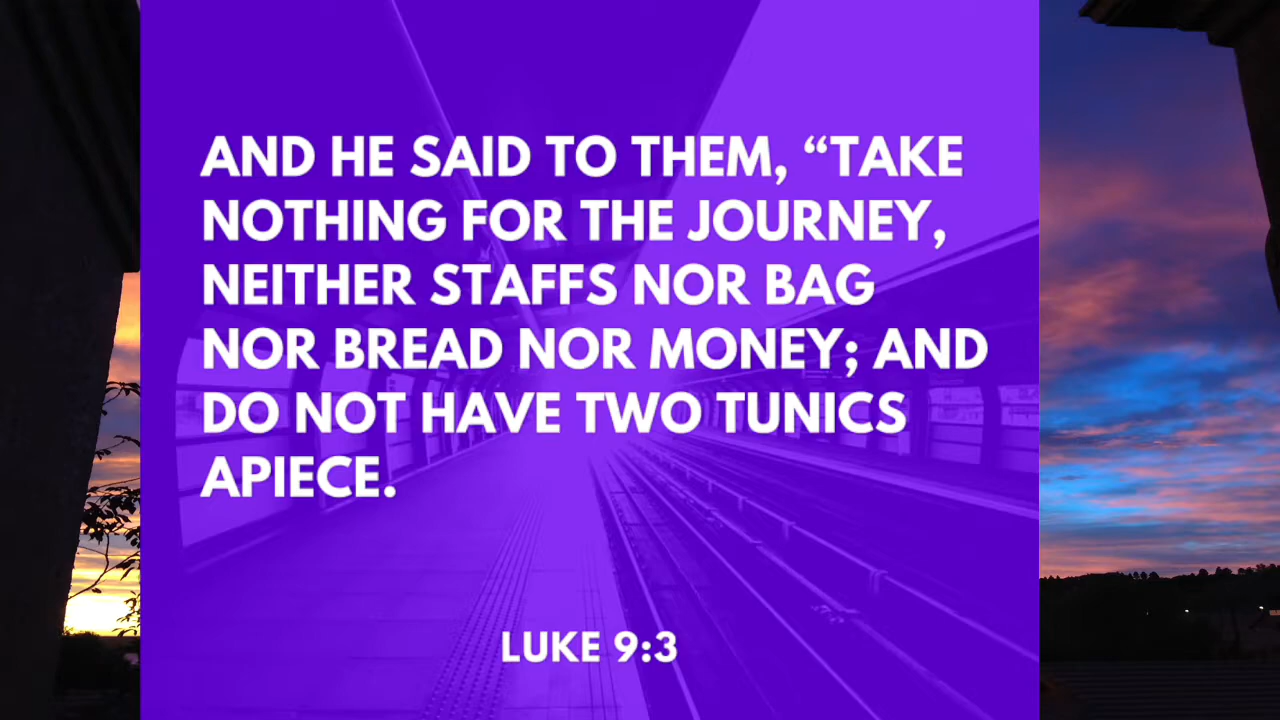 AND HE SAID TO THEM, “TAKE
NOTHING FOR THE JOURNEY,
NEITHER STAFFS NOR BAG
NOR BREAD NOR MONEY; AND
DO NOT HAVE TWO TUNICS
APIECE.
LUKE 9:3